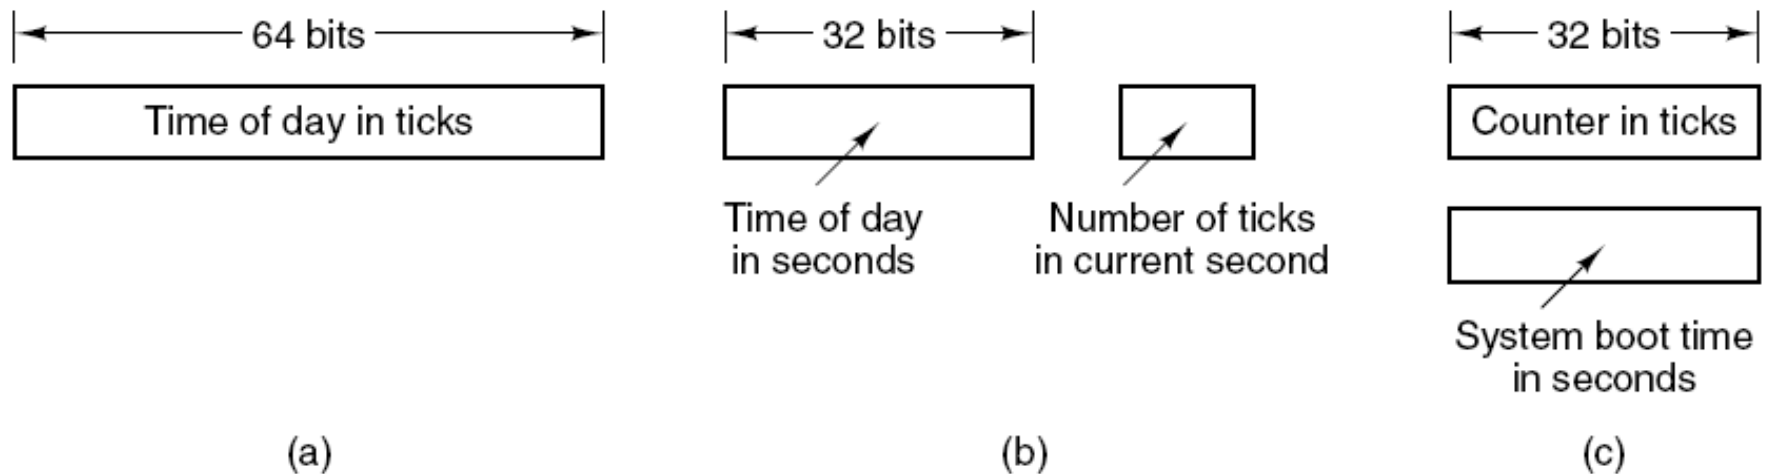 64 bits
32 bits
32 bits
Time of day in ticks
Counter in ticks
Time of day
in seconds
Number of ticks
in current second
System boot time
in seconds
(a)
(b)
(c)